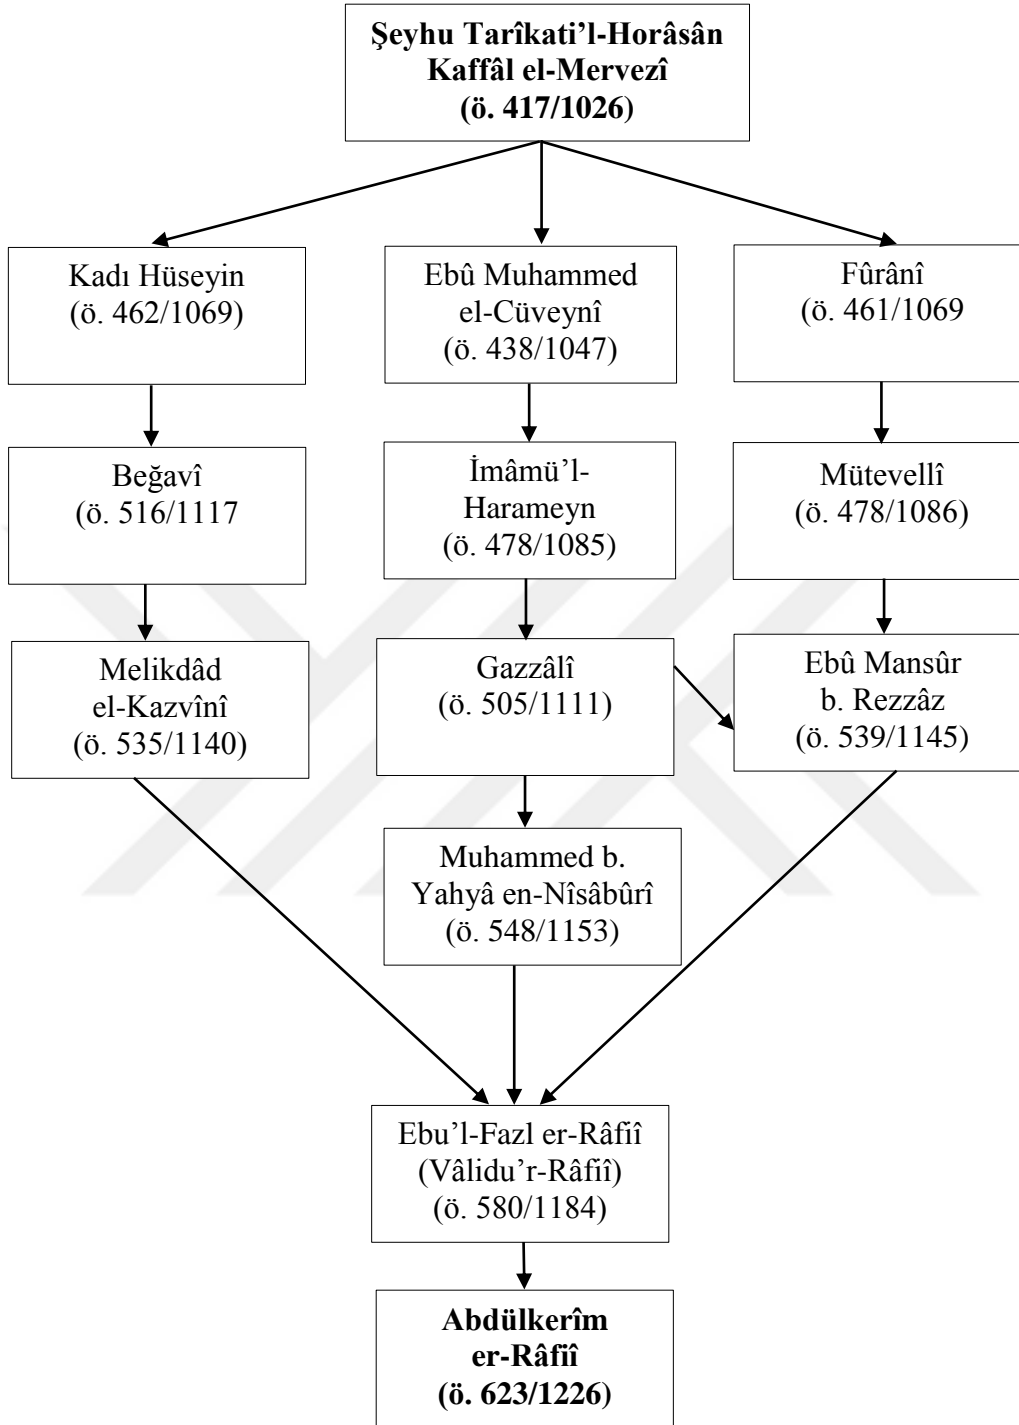 Şeyhu Tarîkati’l-Horâsân
Kaffâl el-Mervezî
(ö. 417/1026)
Kadı Hüseyin
(ö. 462/1069)
Ebû Muhammed
el-Cüveynî
(ö. 438/1047)
Fûrânî
(ö. 461/1069
Beğavî
(ö. 516/1117
İmâmü’l-
Harameyn
(ö. 478/1085)
Mütevellî
(ö. 478/1086)
Melikdâd
el-Kazvînî
(ö. 535/1140)
Gazzâlî
(ö. 505/1111)
Ebû Mansûr
b. Rezzâz
(ö. 539/1145)
Muhammed b.
Yahyâ en-Nîsâbûrî
(ö. 548/1153)
Ebu’l-Fazl er-Râfiî
(Vâlidu’r-Râfiî)
(ö. 580/1184)
Abdülkerîm
er-Râfiî
(ö. 623/1226)